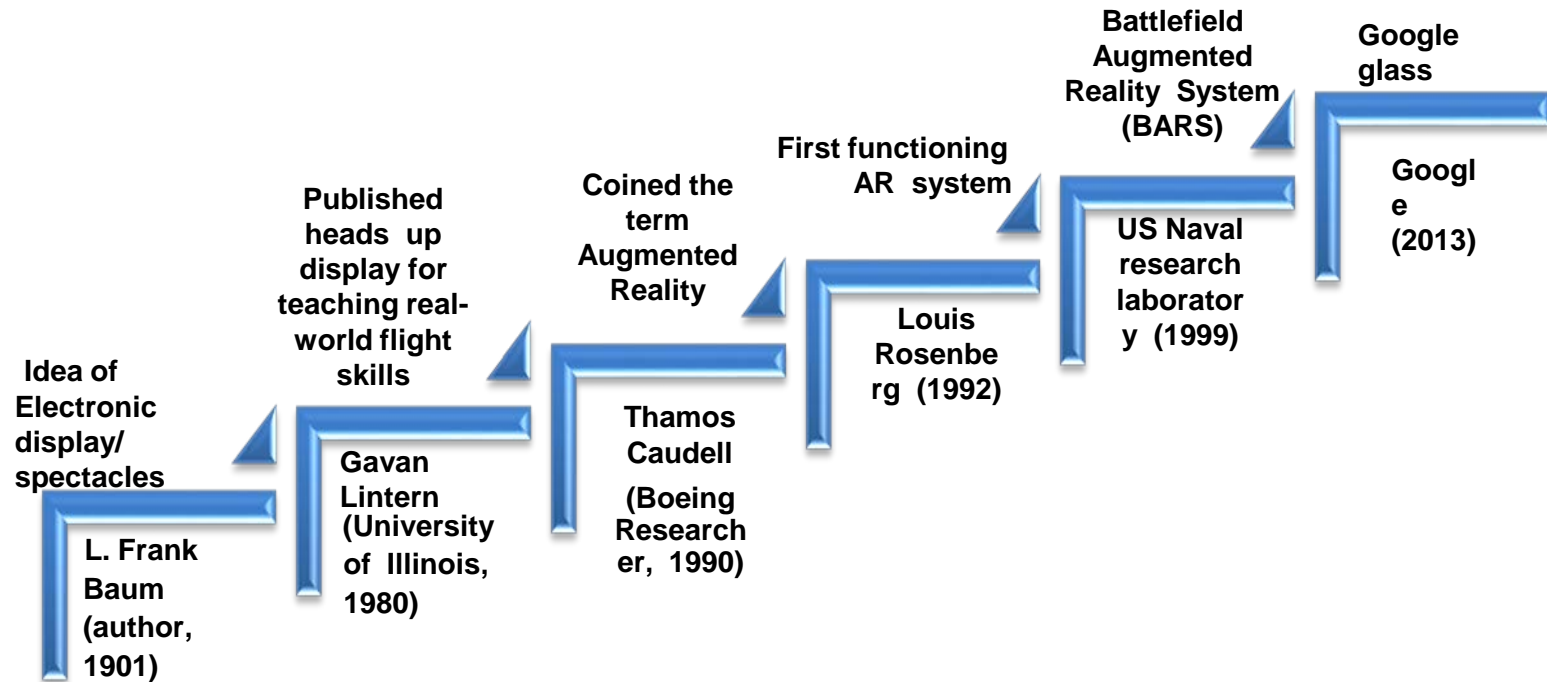 Idea of
Electronic
display/
spectacles
L. Frank
Baum
(author,
1901)
Published
heads up
display for
teaching real-
world flight
skills
Gavan
Lintern
(University
of Illinois,
1980)
Coined the
term
Augmented
Reality
Thamos
Caudell
(Boeing
Research
er, 1990)
First functioning
AR system
Louis
Rosenbe
rg (1992)
Battlefield
Augmented
Reality System
(BARS)
US Naval
research
laborator
y (1999)
Google
glass
Googl
e
(2013)